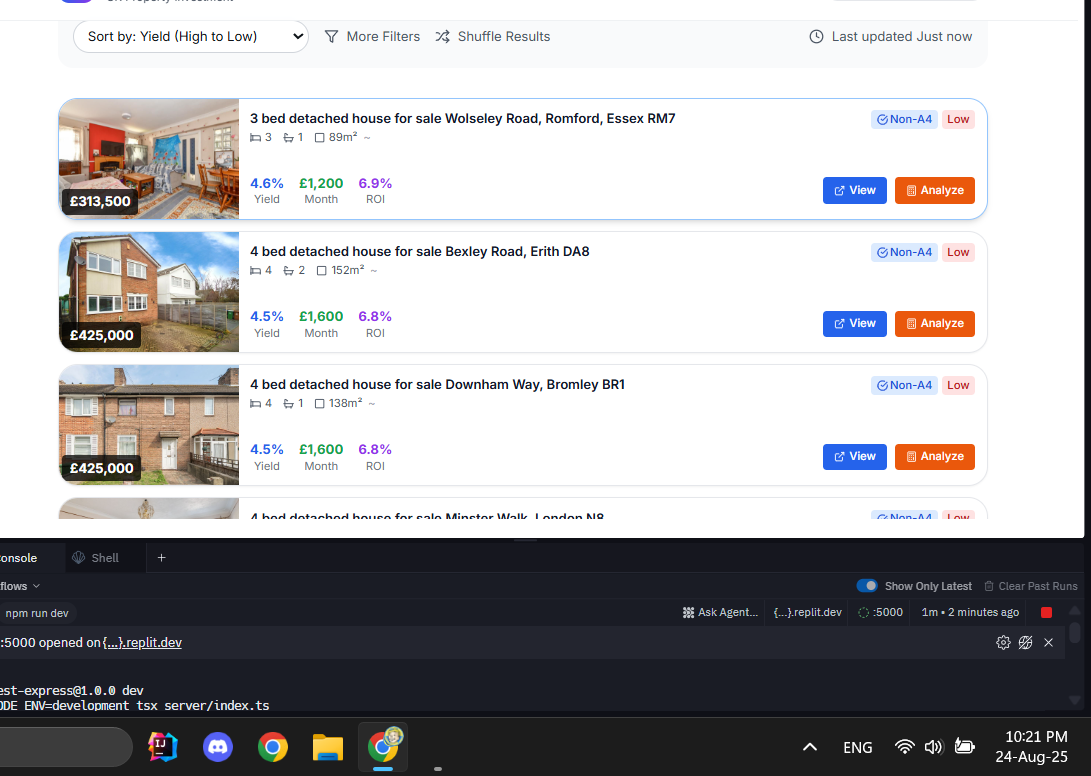 Sort by: Yield (High to Low) More Filters Shuffle Results Last updated Just now
3 bed detached house for sale Wolseley Road, Romford, Essex RM7 Non-A4 Low
3 1 89m² ~
4.6% £1,200 6.9% View Analyze
Yield Month ROI
£313,500
4 bed detached house for sale Bexley Road, Erith DA8 Non-A4 Low
4 2 152m² ~
4.5% £1,600 6.8% View Analyze
Yield Month ROI
£425,000
4 bed detached house for sale Downham Way, Bromley BR1 Non-A4 Low
4 1 138m² ~
4.5% £1,600 6.8% View Analyze
Yield Month ROI
£425,000
4 bed detached house for sale Minster Walk, London N8 Non-A4 Low
onsole Shell +
flows Show Only Latest Clear Past Runs
npm run dev Ask Agent... {...}.replit.dev :5000 1m • 2 minutes ago
:5000 opened on {...}.replit.dev
est-express@1.0.0 dev
ODE_ENV=development tsx server/index.ts
ENG 10:21 PM
24-Aug-25